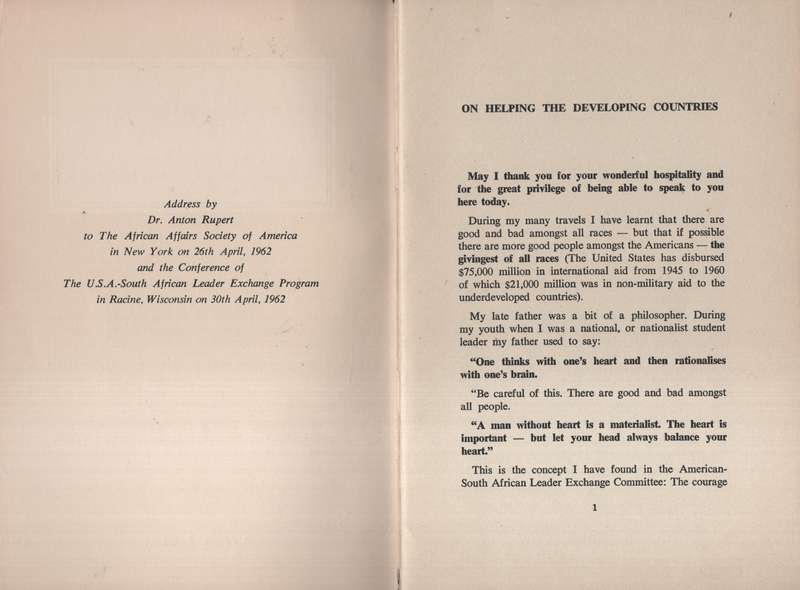 Address by
Dr. Anton Rupert
to The African Affairs Society of America
in New York on 26th April, 1962
and the Conference of
The U.S.A.-South African Leader Exchange Program
in Racine, Wisconsin on 30th April, 1962
ON HELPING THE DEVELOPING COUNTRIES
May I thank you for your wonderful hospitality and
for the great privilege of being able to speak to you
here today.
During my many travels I have learnt that there are
good and bad amongst all races — but that if possible
there are more good people amongst the Americans — the
givingest of all races (The United States has disbursed
$75,000 million in international aid from 1945 to 1960
of which $21,000 million was in non-military aid to the
underdeveloped countries).
My late father was a bit of a philosopher. During
my youth when I was a national, or nationalist student
leader my father used to say:
“One thinks with one’s heart and then rationalises
with one’s brain.
“Be careful of this. There are good and bad amongst
all people.
“A man without heart is a materialist. The heart is
important — but let your head always balance your
heart.”
This is the concept I have found in the American-
South African Leader Exchange Committee: The courage
1